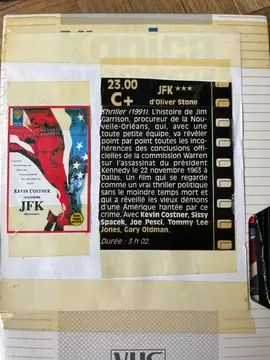 23.00
C+
JFK ★★★
d'Oliver Stone
Thriller (1991). L'histoire de Jim
Garrison, procureur de la Nou-
velle-Orléans, qui, avec une
toute petite équipe, va révéler
point par point toutes les inco-
hérences des conclusions offi-
cielles de la commission Warren
sur l'assassinat du président
Kennedy le 22 novembre 1963 à
Dallas. Un film qui se regarde
comme un vrai thriller politique
sans le moindre temps mort et
qui a réveillé les vieux démons
d'une Amérique hantée par ce
crime. Avec Kevin Costner, Sissy
Spacek, Joe Pesci, Tommy Lee
Jones, Gary Oldman.
Durée : 3 h 02.
KEVIN COSTNER
JFK
VHS